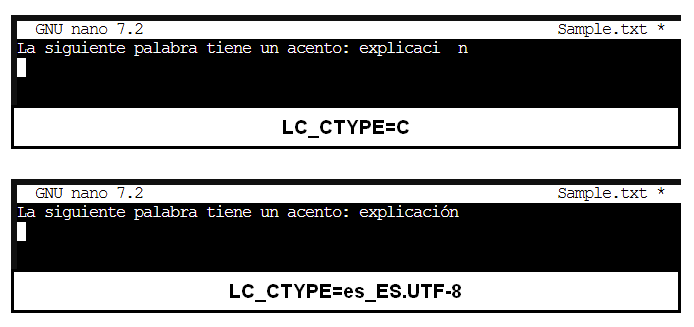 GNU nano 7.2 Sample.txt *
La siguiente palabra tiene un acento: explicaci  n
LC_CTYPE=C
GNU nano 7.2 Sample.txt *
La siguiente palabra tiene un acento: explicación
LC_CTYPE=es_ES.UTF-8